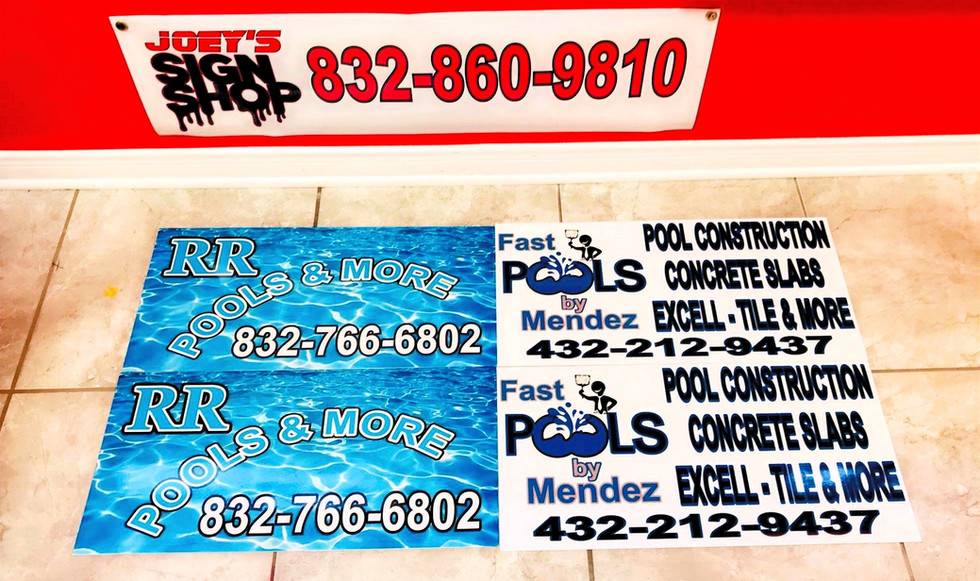 JOEY'S
SIGN
SHOP
832-860-9810
RR
POOLS & MORE
832-766-6802
Fast
POOLS
by
Mendez
POOL CONSTRUCTION
CONCRETE SLABS
EXCELL - TILE & MORE
432-212-9437
RR
POOLS & MORE
832-766-6802
Fast
POOLS
by
Mendez
POOL CONSTRUCTION
CONCRETE SLABS
EXCELL - TILE & MORE
432-212-9437